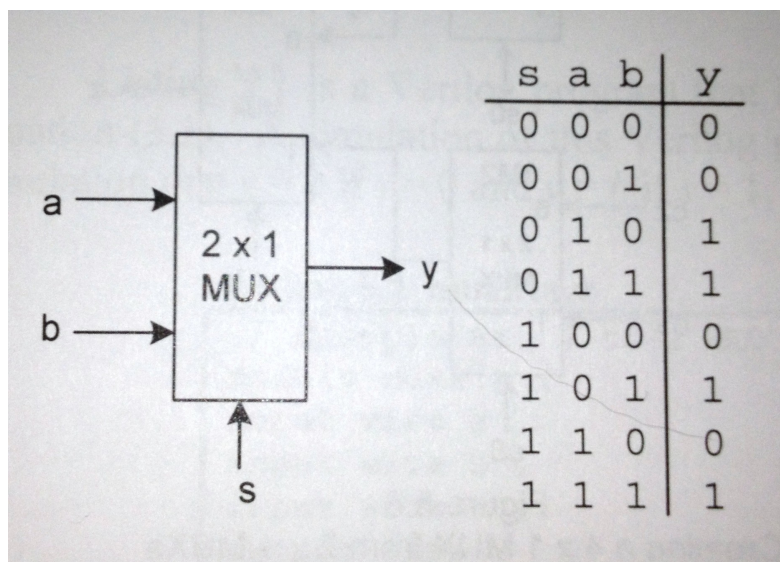 a
b
2 x 1
MUX
y
s
s a b y
0 0 0 0
0 0 1 0
0 1 0 1
0 1 1 1
1 0 0 0
1 0 1 1
1 1 0 0
1 1 1 1